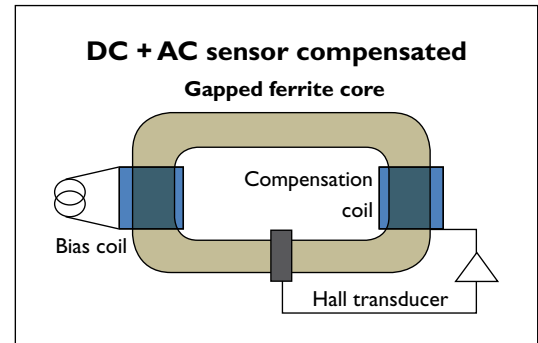 DC + AC sensor compensated
Gapped ferrite core
Compensation
coil
Bias coil
Hall transducer